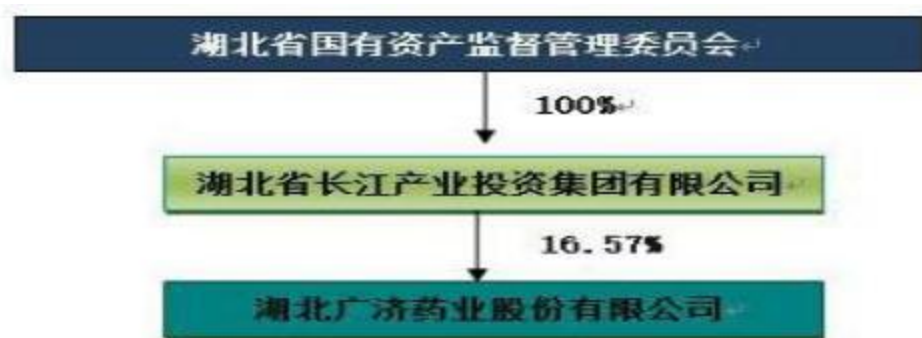 湖北省国有资产监督管理委员会
100%
湖北省长江产业投资集团有限公司
16.57%
湖北广济药业股份有限公司